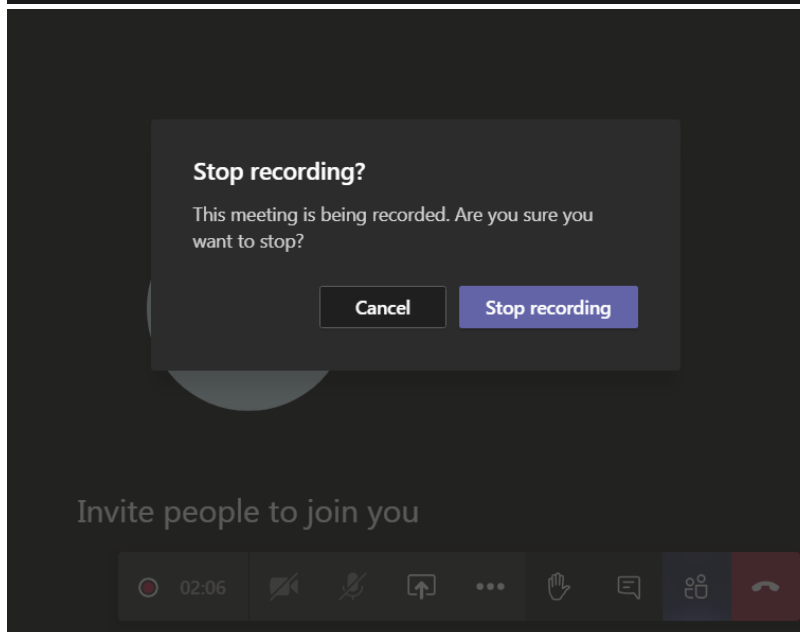 Stop recording?
This meeting is being recorded. Are you sure you
want to stop?
Cancel
Stop recording
Invite people to join you
02:06